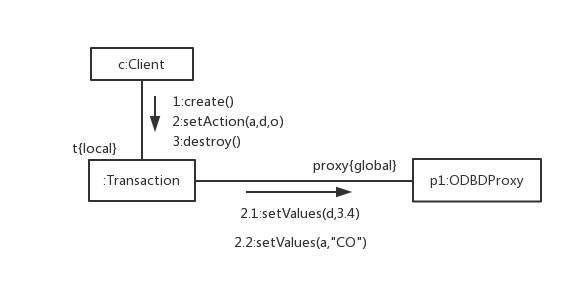 c:Client
1:create()
2:setAction(a,d,o)
3:destroy()
t{local}
:Transaction
proxy{global}
p1:ODBDProxy
2.1:setValues(d,3.4)
2.2:setValues(a,"CO")